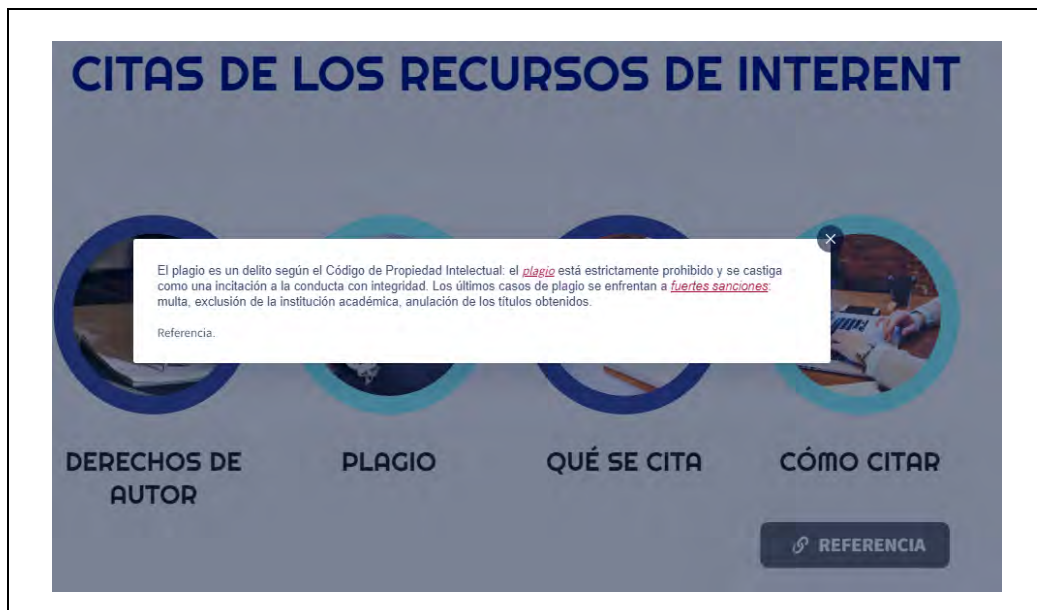 CITAS DE LOS RECURSOS DE INTERENT
El plagio es un delito según el Código de Propiedad Intelectual: el plagio está estrictamente prohibido y se castiga
como una incitación a la conducta con integridad. Los últimos casos de plagio se enfrentan a fuertes sanciones:
multa, exclusión de la institución académica, anulación de los títulos obtenidos.
Referencia.
DERECHOS DE
AUTOR
PLAGIO
QUÉ SE CITA
CÓMO CITAR
REFERENCIA